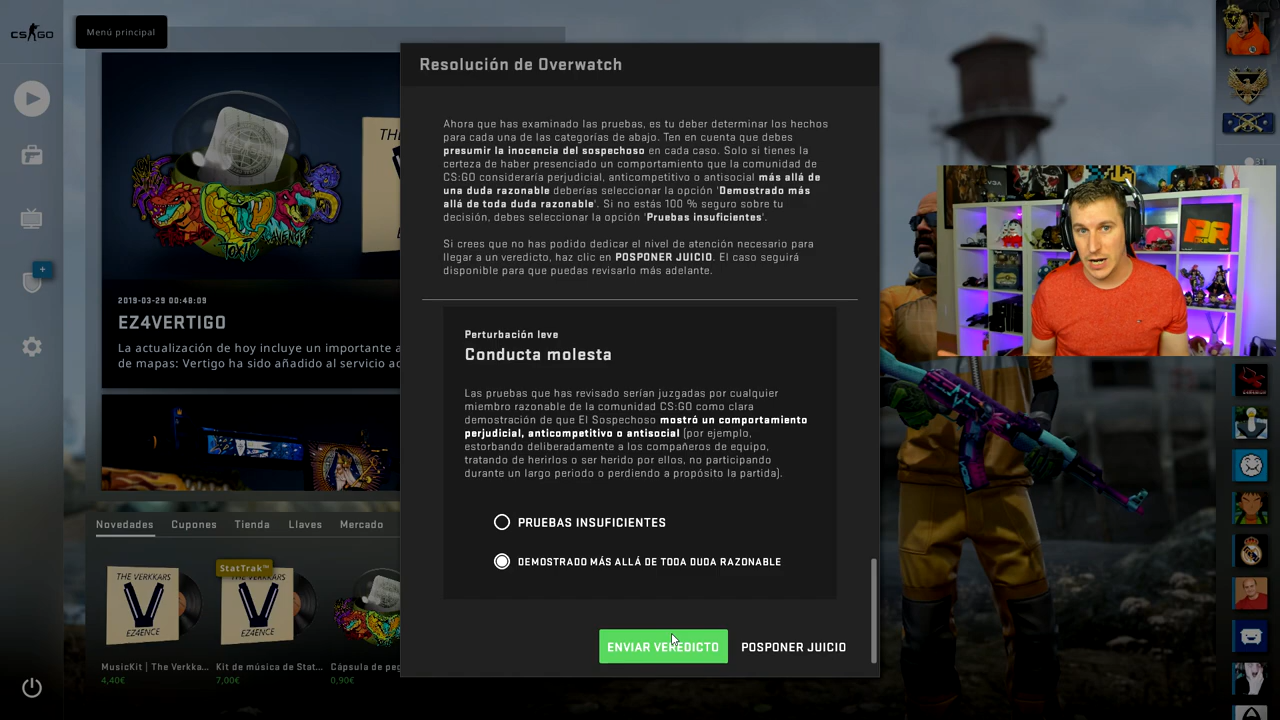 CS GO
Menú principal
Resolución de Overwatch
Ahora que has examinado las pruebas, es tu deber determinar los hechos
para cada una de las categorías de abajo. Ten en cuenta que debes
presumir la inocencia del sospechoso en cada caso. Solo si tienes la
certeza de haber presenciado un comportamiento que la comunidad de
CS:GO consideraría perjudicial, anticompetitivo o antisocial más allá de
una duda razonable deberías seleccionar la opción 'Demostrado más
allá de toda duda razonable'. Si no estás 100 % seguro sobre tu
decisión, debes seleccionar la opción 'Pruebas insuficientes'.
Si crees que no has podido dedicar el nivel de atención necesario para
llegar a un veredicto, haz clic en POSPONER JUICIO. El caso seguirá
disponible para que puedas revisarlo más adelante.
Perturbación leve
Conducta molesta
Las pruebas que has revisado serían juzgadas por cualquier
miembro razonable de la comunidad CS:GO como clara
demostración de que El Sospechoso mostró un comportamiento
perjudicial, anticompetitivo o antisocial (por ejemplo,
estorbando deliberadamente a los compañeros de equipo,
tratando de herirlos o ser herido por ellos, no participando
durante un largo periodo o perdiendo a propósito la partida).
PRUEBAS INSUFICIENTES
DEMOSTRADO MÁS ALLÁ DE TODA DUDA RAZONABLE
ENVIAR VEREDICTO
POSPONER JUICIO
2019-03-29 00:48:09
EZ4VERTIGO
La actualización de hoy incluye un importante a
de mapas: Vertigo ha sido añadido al servicio ac
Novedades Cupones Tienda Llaves Mercado
THE VERKKARS
EZ4ENCE
StatTrak™
THE VERKKARS
EZ4ENCE
MusicKit | The Verkka...
4,40€
Kit de música de Stat...
7,00€
Cápsula de peg
0,90€
31